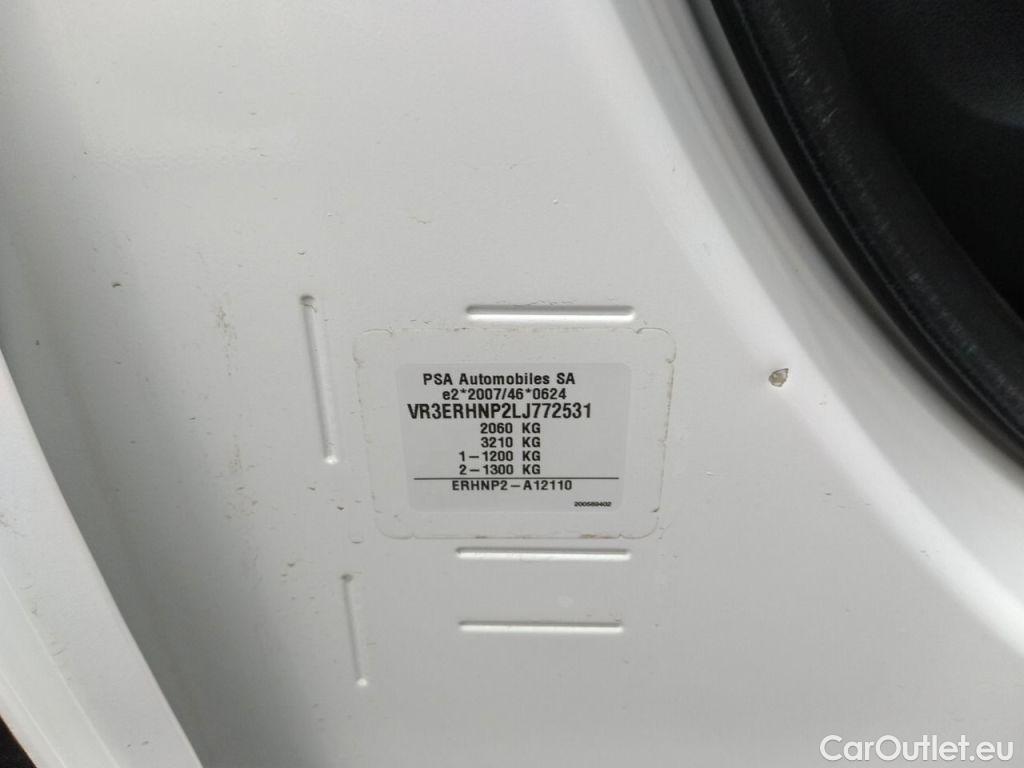 PSA Automobiles SA
e2*2007/46*0624
VR3ERHNP2LJ772531
2060 KG
3210 KG
1-1200 KG
2-1300 KG
ERHNP2-A12110
200589402
CarOutlet.eu